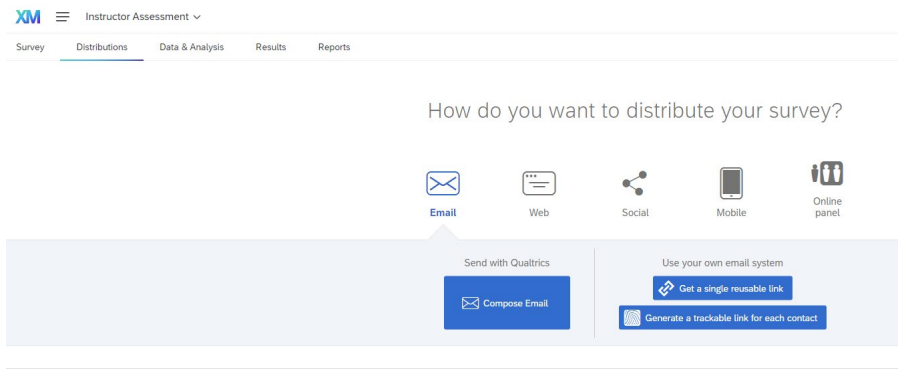 XM Instructor Assessment
Survey Distributions Data & Analysis Results Reports
How do you want to distribute your survey?
Email Web Social Mobile Online panel
Send with Qualtrics
Compose Email
Use your own email system
Get a single reusable link
Generate a trackable link for each contact